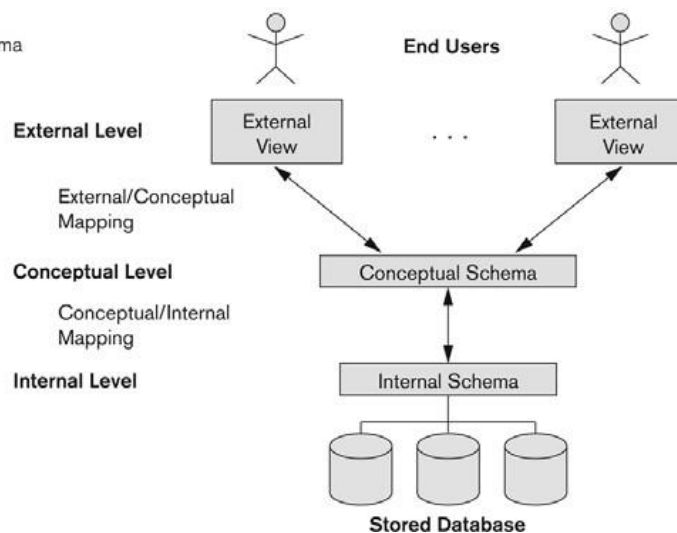 End Users
External Level
External
View
. . .
External
View
External/Conceptual
Mapping
Conceptual Level
Conceptual Schema
Conceptual/Internal
Mapping
Internal Level
Internal Schema
Stored Database